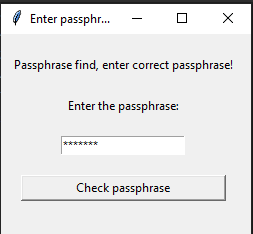 Enter passphr...
Passphrase find, enter correct passphrase!
Enter the passphrase:
*******
Check passphrase